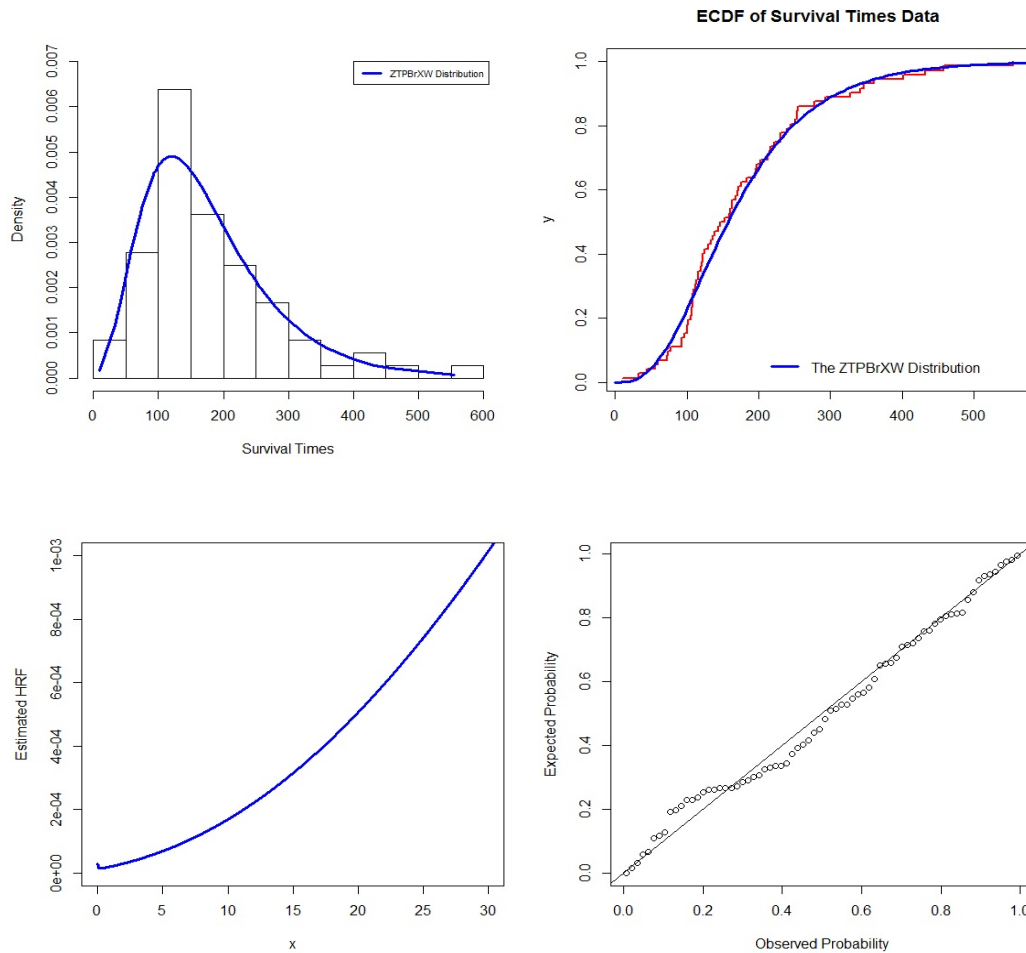 0.007
0.006
0.005
0.004
0.003
0.002
0.001
0.000
Density
ZTPBrXW Distribution
0 100 200 300 400 500 600
Survival Times
ECDF of Survival Times Data
1.0
0.8
0.6
0.4
0.2
0.0
y
The ZTPBrXW Distribution
0 100 200 300 400 500
1e-03
8e-04
6e-04
4e-04
2e-04
0e+00
Estimated HRF
0 5 10 15 20 25 30
x
1.0
0.8
0.6
0.4
0.2
0.0
Expected Probability
0.0 0.2 0.4 0.6 0.8 1.0
Observed Probability